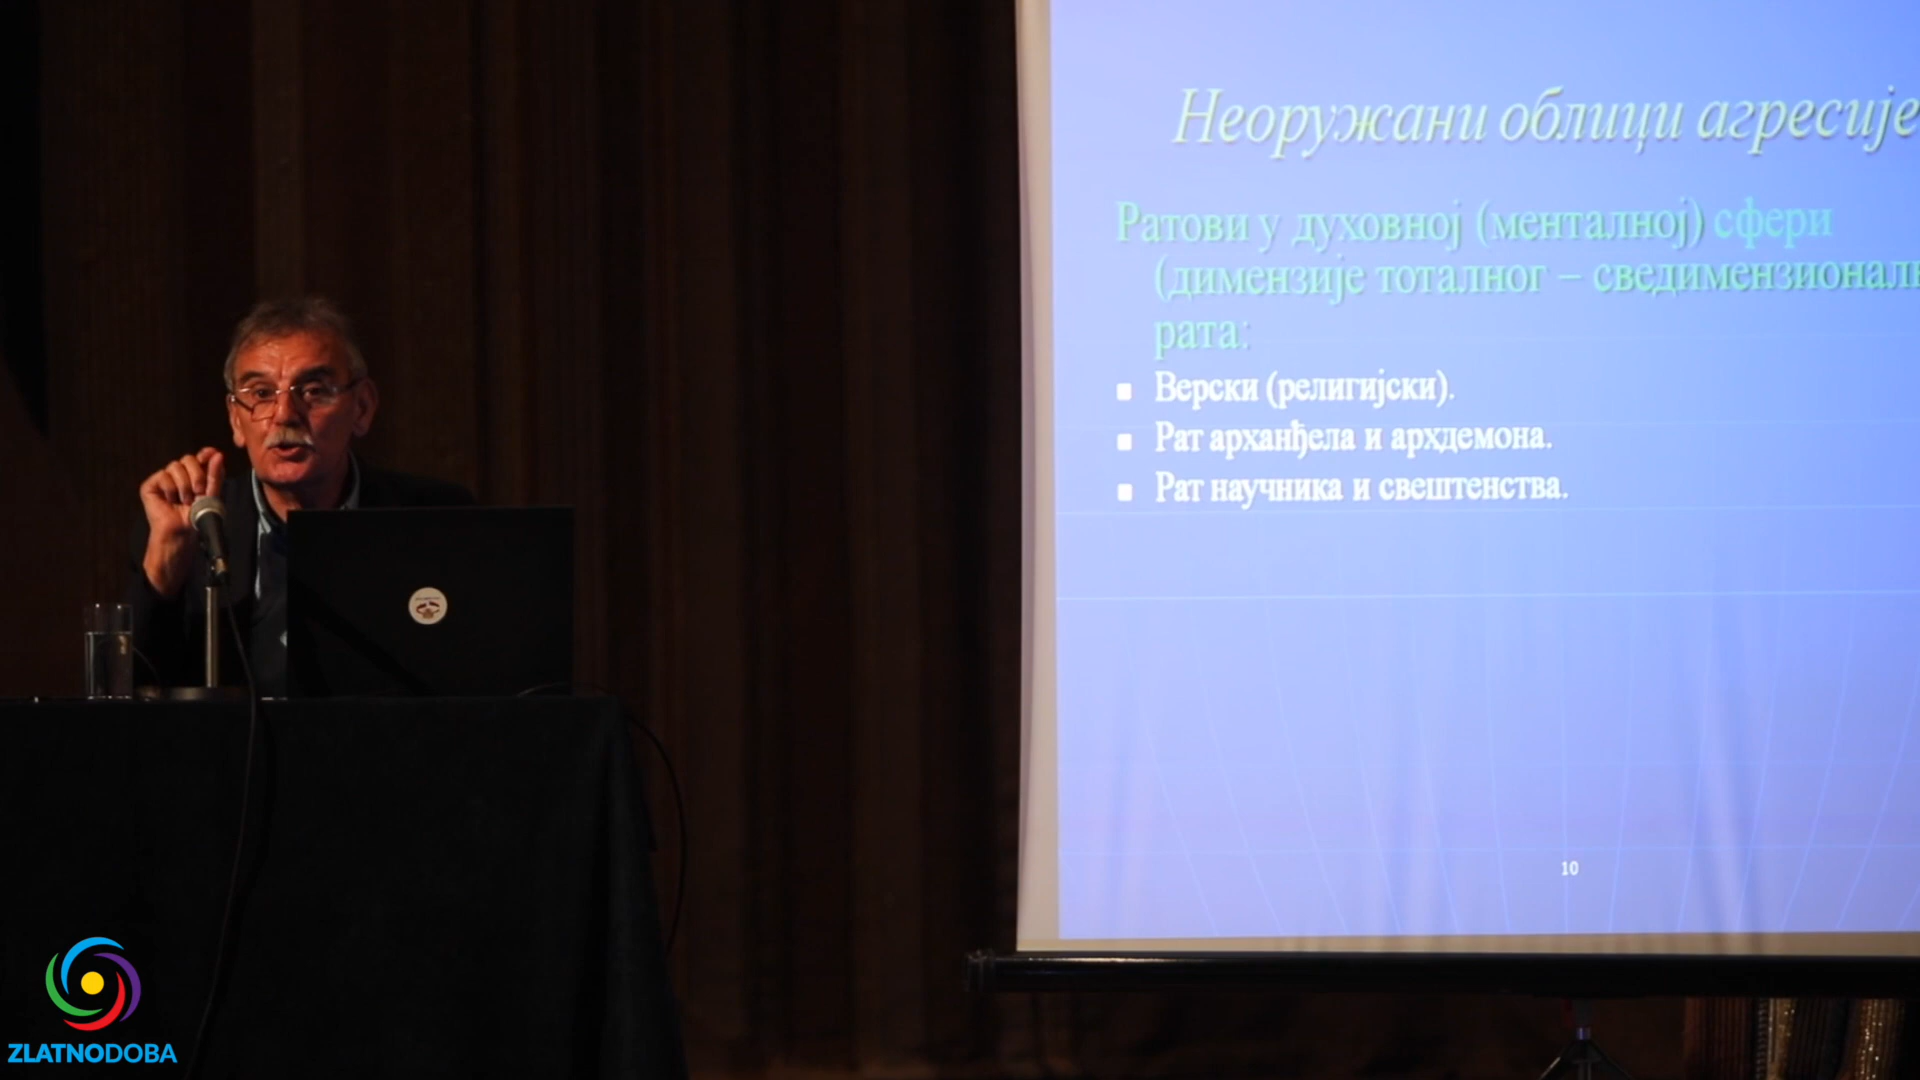 Неоружани облици агресије
Ратови у духовној (менталној) сфери
(димензије тоталног – сведимензионалн
рата:
Верски (религијски).
Рат арханђела и архдемона.
Рат научника и свештенства.
10
ZLATNODOBA